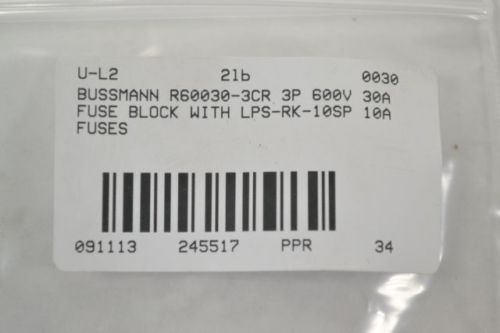 U-L2 2lb 0030
BUSSMANN R60030-3CR 3P 600V 30A
FUSE BLOCK WITH LPS-RK-10SP 10A
FUSES
091113 245517 PPR 34